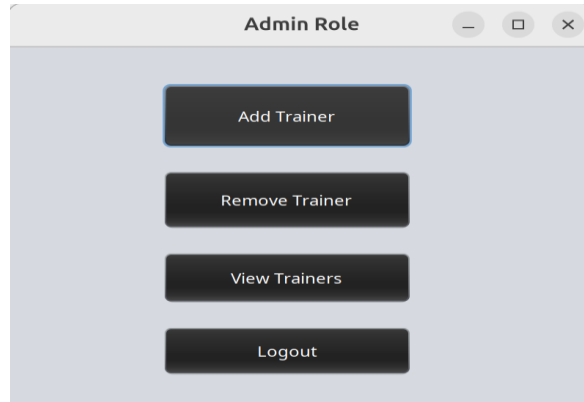 Admin Role
Add Trainer
Remove Trainer
View Trainers
Logout